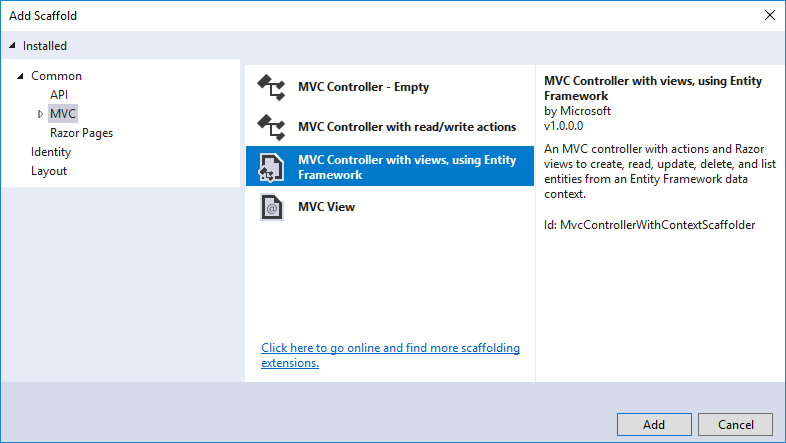 Add Scaffold
Installed
Common
API
MVC
Razor Pages
Identity
Layout
MVC Controller - Empty
MVC Controller with read/write actions
MVC Controller with views, using Entity
Framework
MVC View
Click here to go online and find more scaffolding
extensions.
MVC Controller with views, using Entity
Framework
by Microsoft
v1.0.0.0
An MVC controller with actions and Razor
views to create, read, update, delete, and list
entities from an Entity Framework data
context.
Id: MvcControllerWithContextScaffolder
Add
Cancel